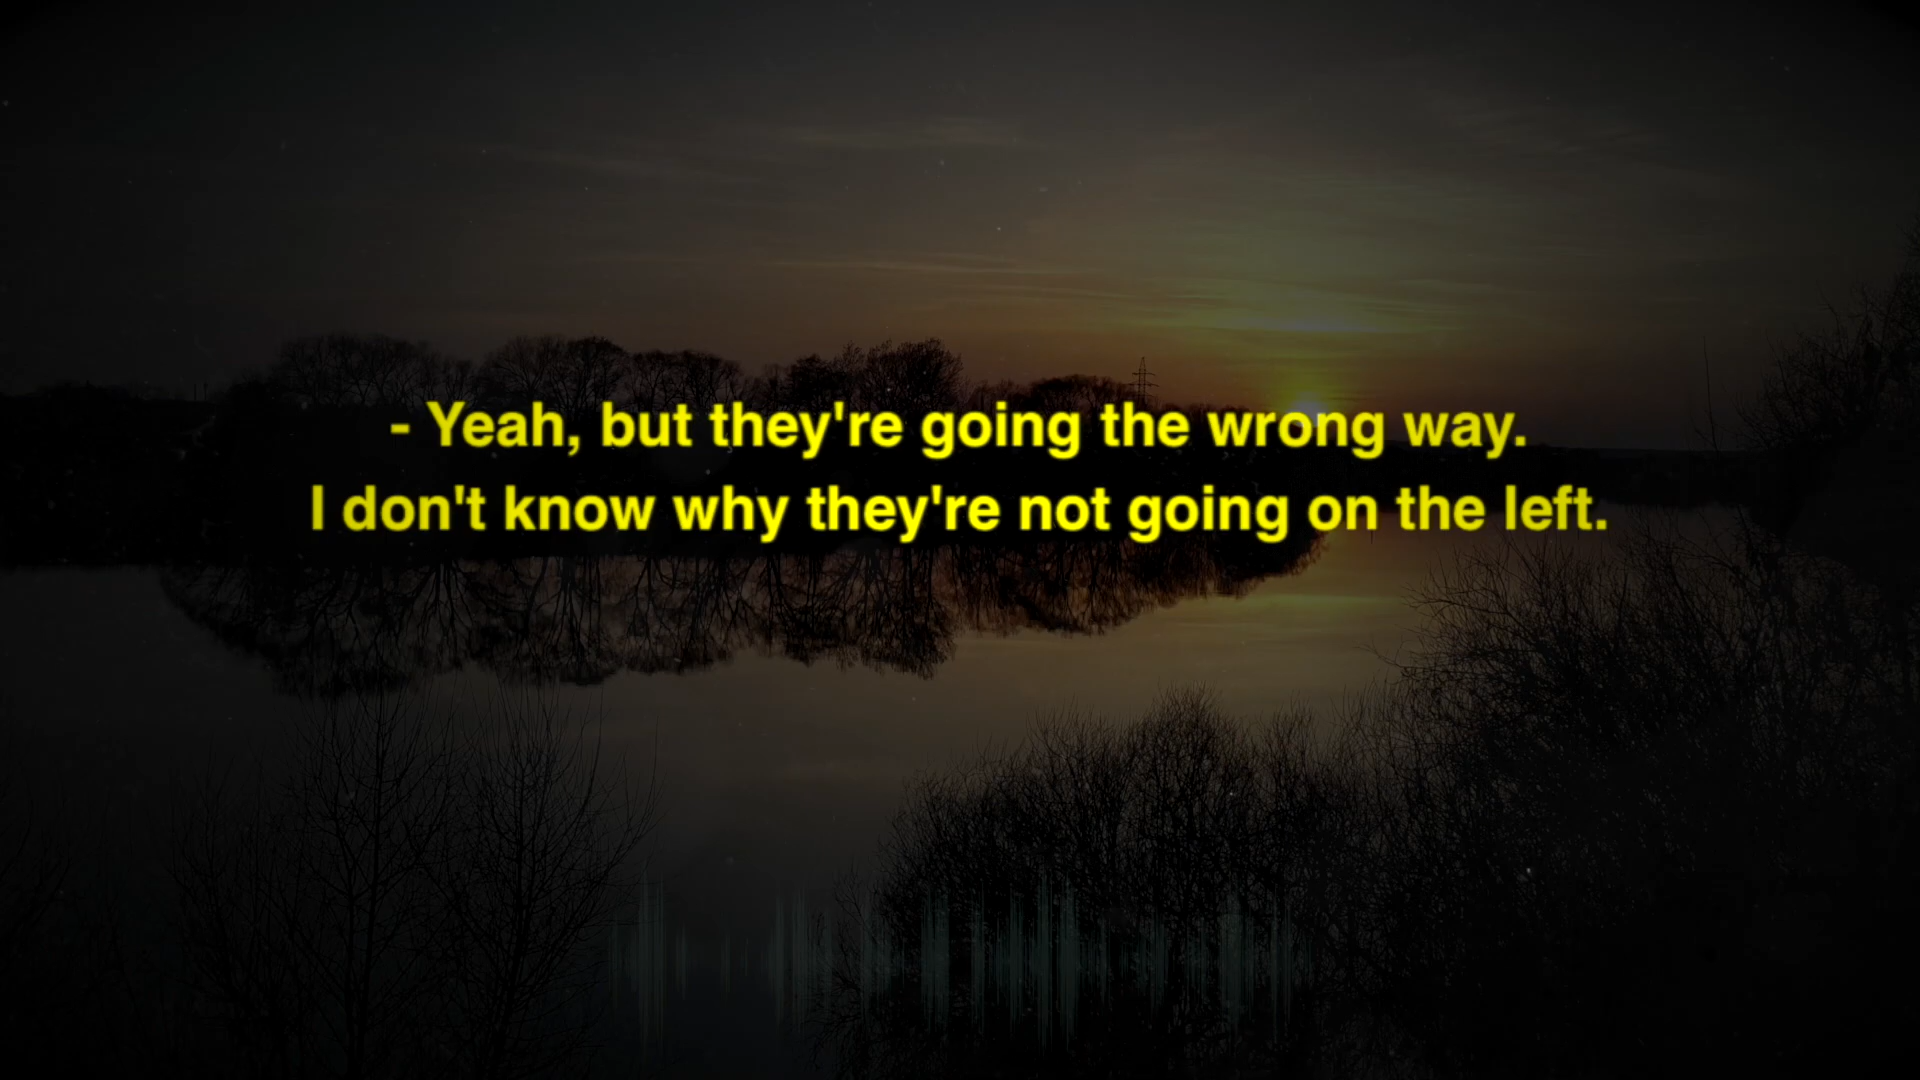 - Yeah, but they're going the wrong way.
I don't know why they're not going on the left.